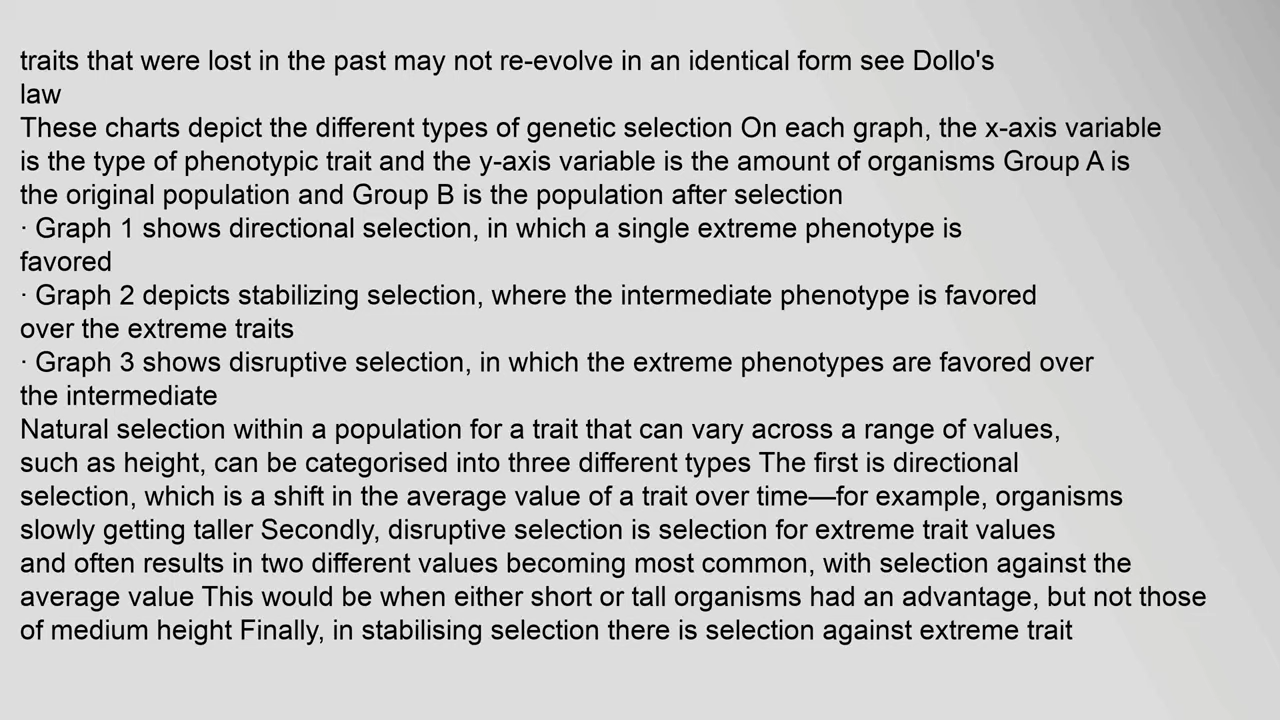 traits that were lost in the past may not re-evolve in an identical form see Dollo's
law
These charts depict the different types of genetic selection On each graph, the x-axis variable
is the type of phenotypic trait and the y-axis variable is the amount of organisms Group A is
the original population and Group B is the population after selection
· Graph 1 shows directional selection, in which a single extreme phenotype is
favored
· Graph 2 depicts stabilizing selection, where the intermediate phenotype is favored
over the extreme traits
· Graph 3 shows disruptive selection, in which the extreme phenotypes are favored over
the intermediate
Natural selection within a population for a trait that can vary across a range of values,
such as height, can be categorised into three different types The first is directional
selection, which is a shift in the average value of a trait over time—for example, organisms
slowly getting taller Secondly, disruptive selection is selection for extreme trait values
and often results in two different values becoming most common, with selection against the
average value This would be when either short or tall organisms had an advantage, but not those
of medium height Finally, in stabilising selection there is selection against extreme trait